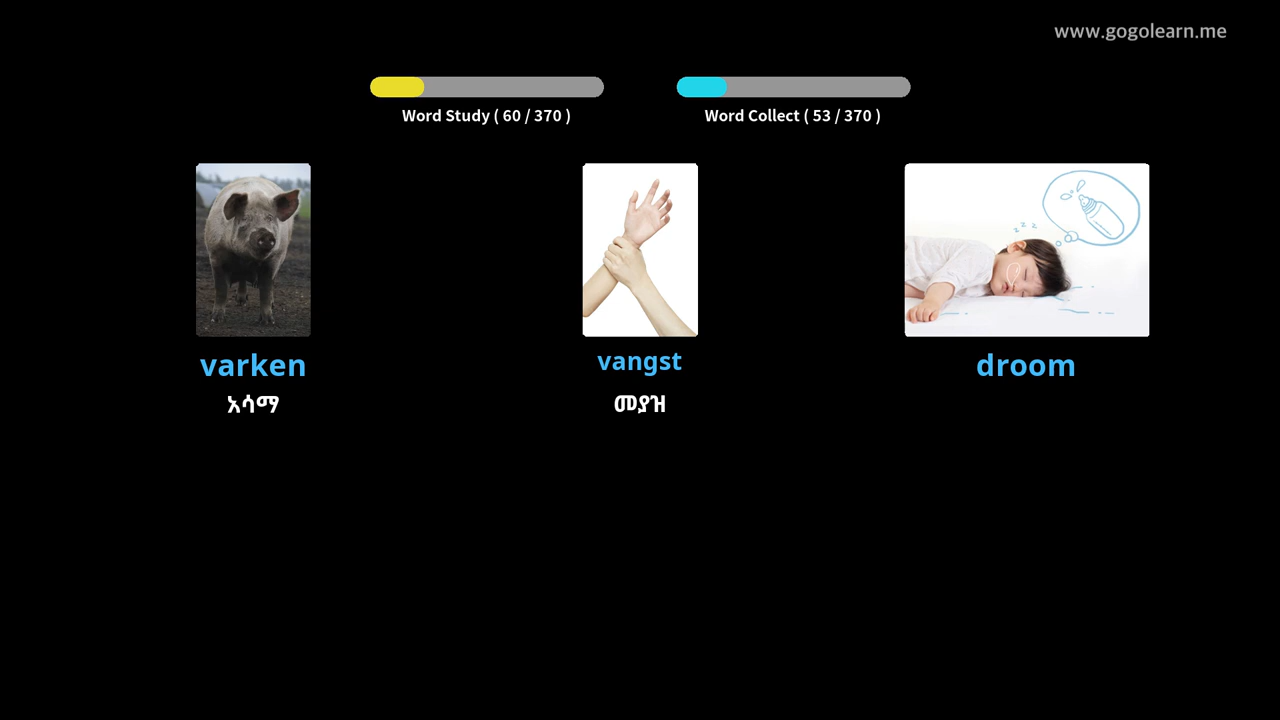 www.gogolearn.me
Word Study ( 60 / 370 )
Word Collect ( 53 / 370 )
varken
vangst
droom
አሳማ
መያዝ